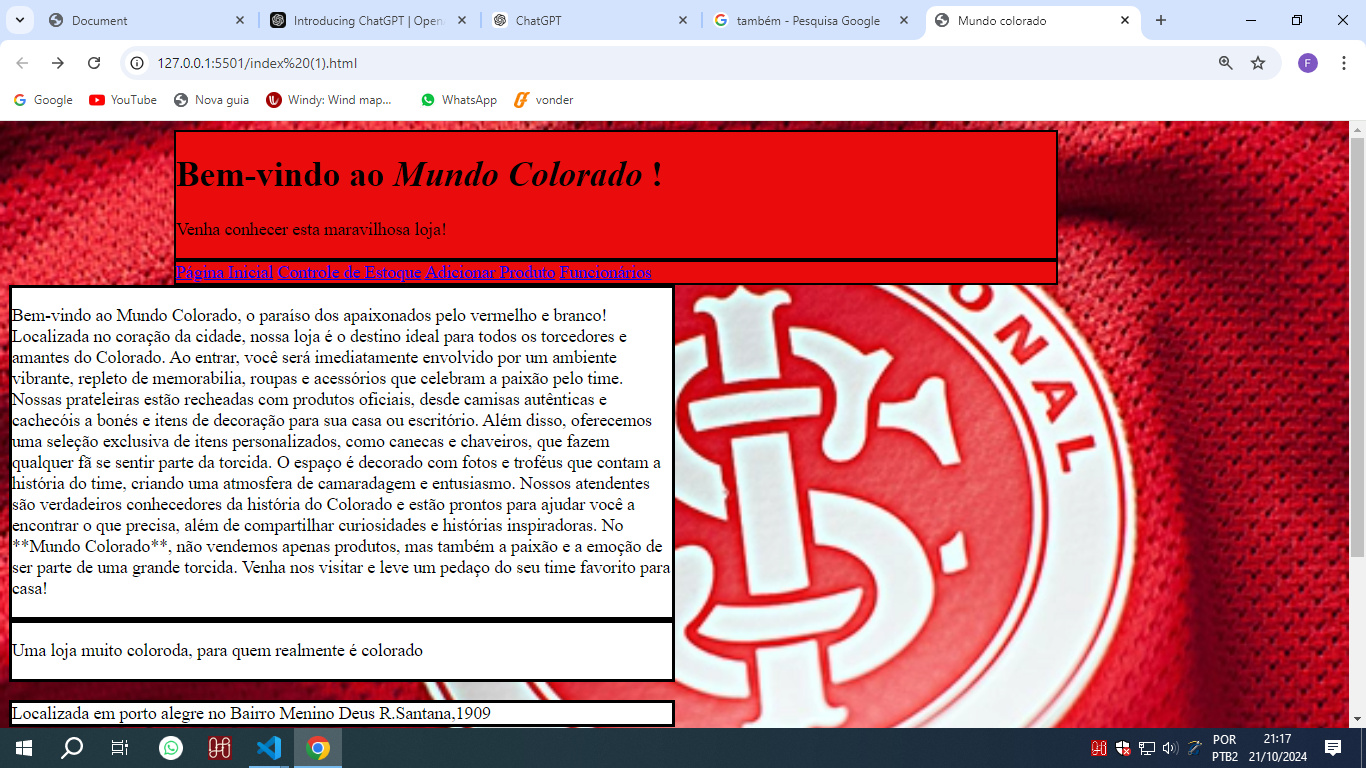 Document
Introducing ChatGPT | Open
ChatGPT
também - Pesquisa Google
Mundo colorado
127.0.0.1:5501/index%20(1).html
F
Google
YouTube
Nova guia
Windy: Wind map...
WhatsApp
vonder
Bem-vindo ao Mundo Colorado !
Venha conhecer esta maravilhosa loja!
Página Inicial Controle de Estoque Adicionar Produto Funcionários
Bem-vindo ao Mundo Colorado, o paraíso dos apaixonados pelo vermelho e branco!
Localizada no coração da cidade, nossa loja é o destino ideal para todos os torcedores e
amantes do Colorado. Ao entrar, você será imediatamente envolvido por um ambiente
vibrante, repleto de memorabilia, roupas e acessórios que celebram a paixão pelo time.
Nossas prateleiras estão recheadas com produtos oficiais, desde camisas autênticas e
cachecóis a bonés e itens de decoração para sua casa ou escritório. Além disso, oferecemos
uma seleção exclusiva de itens personalizados, como canecas e chaveiros, que fazem
qualquer fã se sentir parte da torcida. O espaço é decorado com fotos e troféus que contam a
história do time, criando uma atmosfera de camaradagem e entusiasmo. Nossos atendentes
são verdadeiros conhecedores da história do Colorado e estão prontos para ajudar você a
encontrar o que precisa, além de compartilhar curiosidades e histórias inspiradoras. No
**Mundo Colorado**, não vendemos apenas produtos, mas também a paixão e a emoção de
ser parte de uma grande torcida. Venha nos visitar e leve um pedaço do seu time favorito para
casa!
ONAL
Uma loja muito coloroda, para quem realmente é colorado
Localizada em porto alegre no Bairro Menino Deus R.Santana,1909
POR
PTB2
21:17
21/10/2024